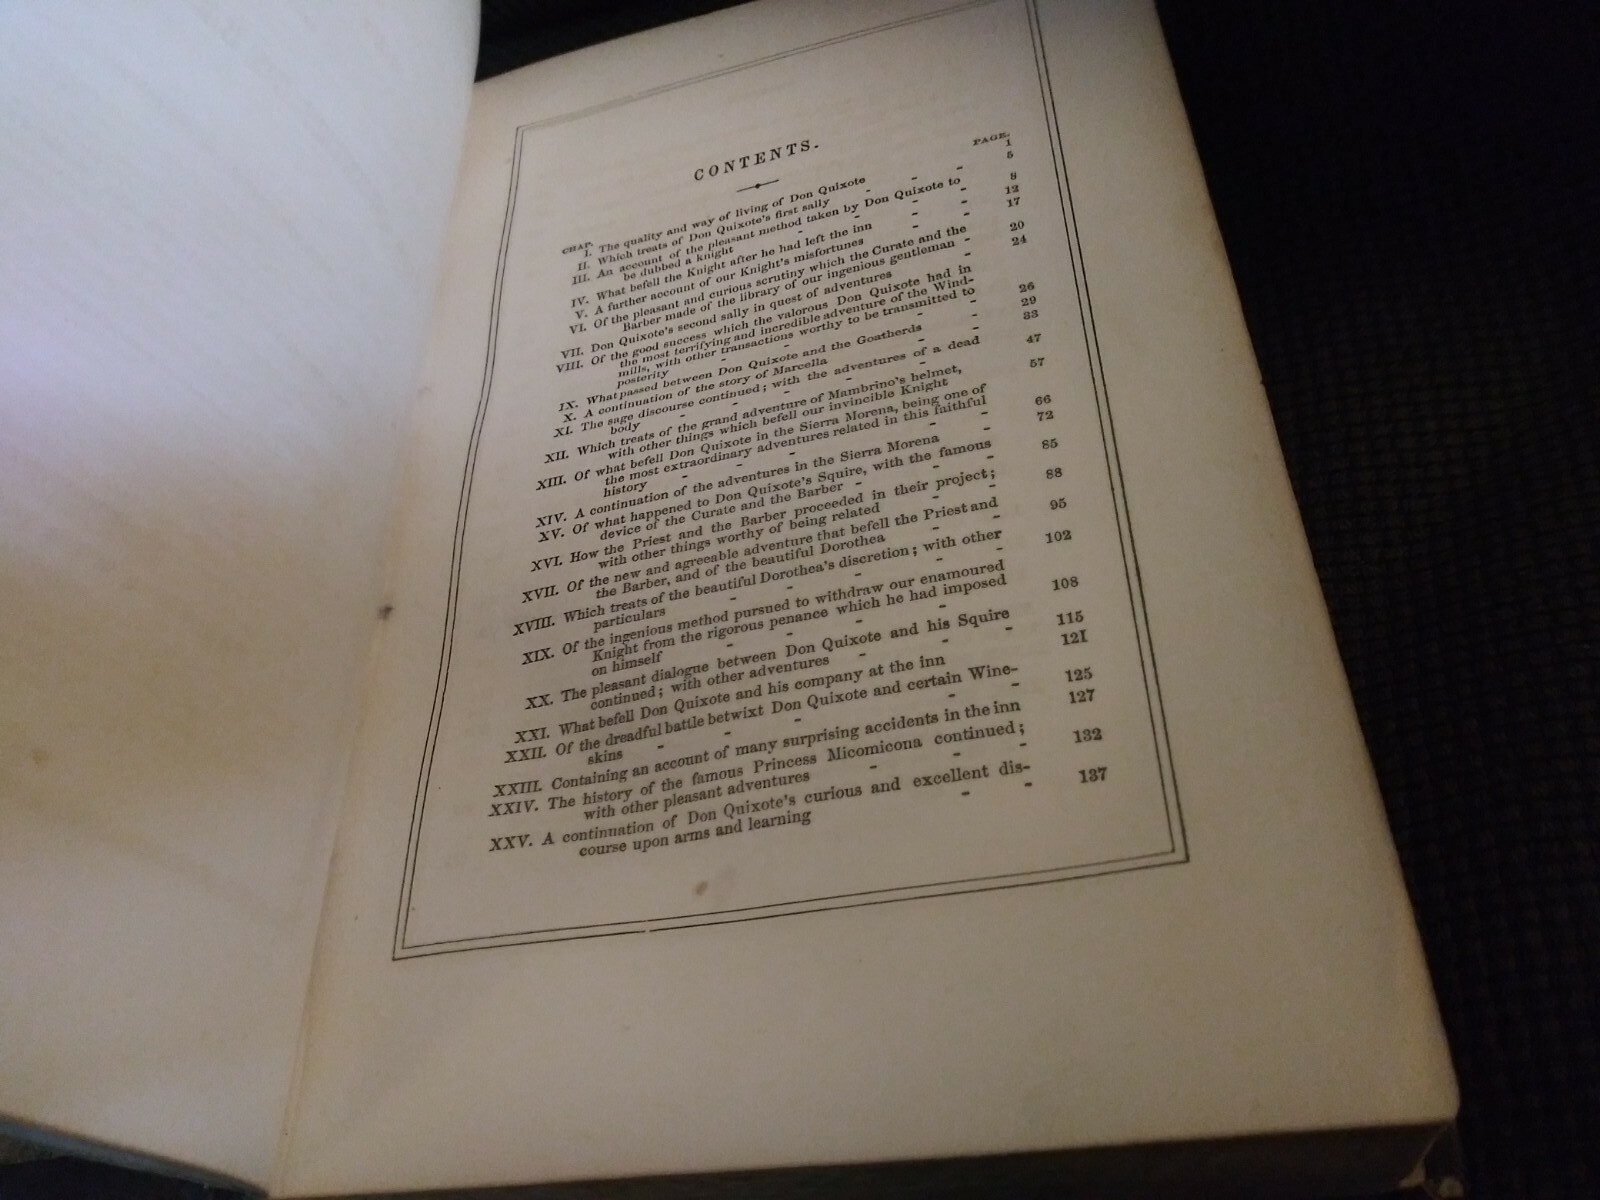 CONTENTS.
CHAP. PAGE.
I. The quality and way of living of Don Quixote - - 1
II. Which treats of Don Quixote's first sally - - 5
III. An account of the pleasant method taken by Don Quixote to
be dubbed a knight - - - - 8
IV. What befell the Knight after he had left the inn - - 12
V. A further account of our Knight's misfortunes - - 17
VI. Of the pleasant and curious scrutiny which the Curate and the
Barber made of the library of our ingenious gentleman - 20
VII. Don Quixote's second sally in quest of adventures - 24
VIII. Of the good success which the valorous Don Quixote had in
the most terrifying and incredible adventure of the Wind-
mills, with other transactions worthy to be transmitted to
posterity - - - - 26
IX. What passed between Don Quixote and the Goatherds - 29
X. A continuation of the story of Marcella - - 33
XI. The sage discourse continued; with the adventures of a dead
body - - - - - 47
XII. Which treats of the grand adventure of Mambrino's helmet,
with other things which befell our invincible Knight 57
XIII. Of what befell Don Quixote in the Sierra Morena, being one of
the most extraordinary adventures related in this faithful
history - - - - - 66
XIV. A continuation of the adventures in the Sierra Morena - 72
XV. Of what happened to Don Quixote's Squire, with the famous
device of the Curate and the Barber - - - 85
XVI. How the Priest and the Barber proceeded in their project;
with other things worthy of being related - - 88
XVII. Of the new and agreeable adventure that befell the Priest and
the Barber, and of the beautiful Dorothea - - 95
XVIII. Which treats of the beautiful Dorothea's discretion; with other
particulars - - - - - 102
XIX. Of the ingenious method pursued to withdraw our enamoured
Knight from the rigorous penance which he had imposed
on himself - - - - 108
XX. The pleasant dialogue between Don Quixote and his Squire
continued; with other adventures - - - 115
XXI. What befell Don Quixote and his company at the inn 121
XXII. Of the dreadful battle betwixt Don Quixote and certain Wine-
skins - - - - - 125
XXIII. Containing an account of many surprising accidents in the inn 127
XXIV. The history of the famous Princess Micomicona continued;
with other pleasant adventures - - - 132
XXV. A continuation of Don Quixote's curious and excellent dis-
course upon arms and learning - - 137